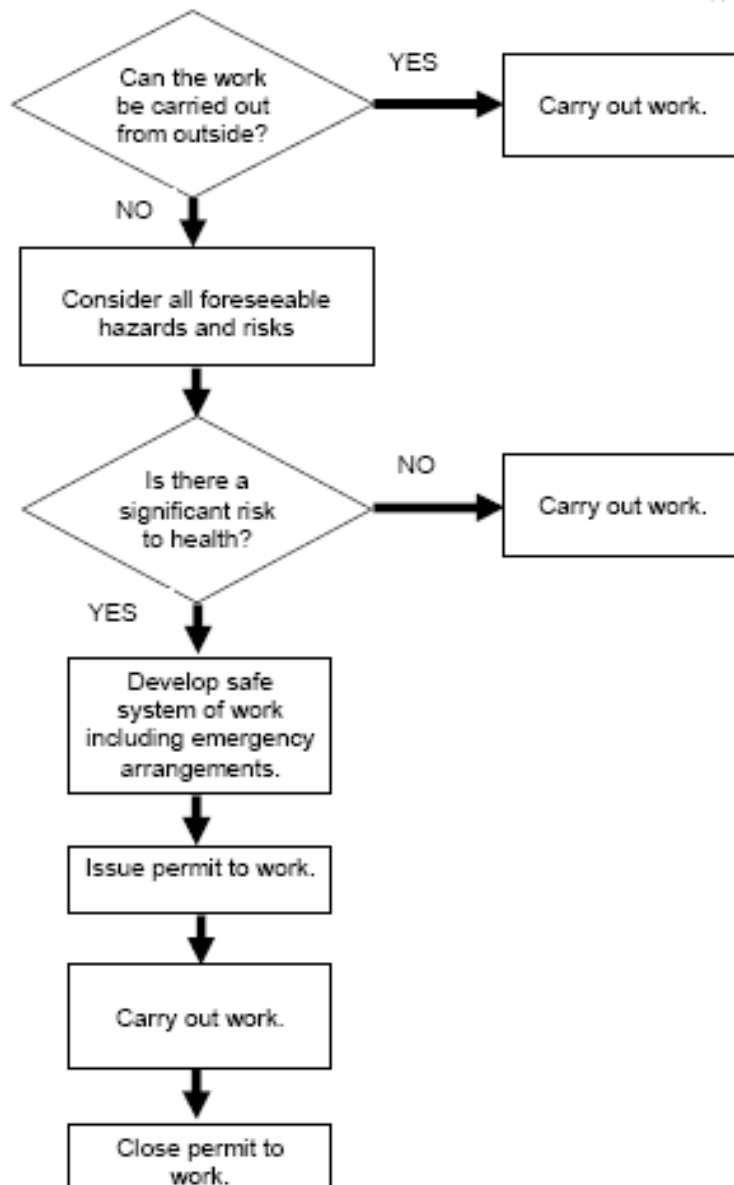 Can the work
be carried out
from outside?
YES
Carry out work.
NO
Consider all foreseeable
hazards and risks
Is there a
significant risk
to health?
NO
Carry out work.
YES
Develop safe
system of work
including emergency
arrangements.
Issue permit to work.
Carry out work.
Close permit to
work.